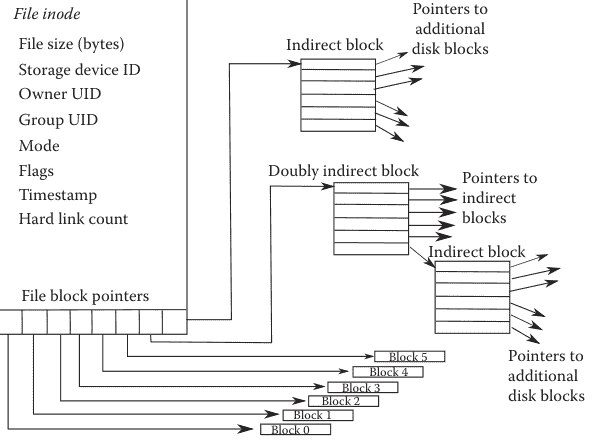 File inode
File size (bytes)
Storage device ID
Owner UID
Group UID
Mode
Flags
Timestamp
Hard link count
File block pointers
Indirect block
Pointers to
additional
disk blocks
Doubly indirect block
Pointers to
indirect
blocks
Indirect block
Pointers to
additional
disk blocks
Block 5
Block 4
Block 3
Block 2
Block 1
Block 0